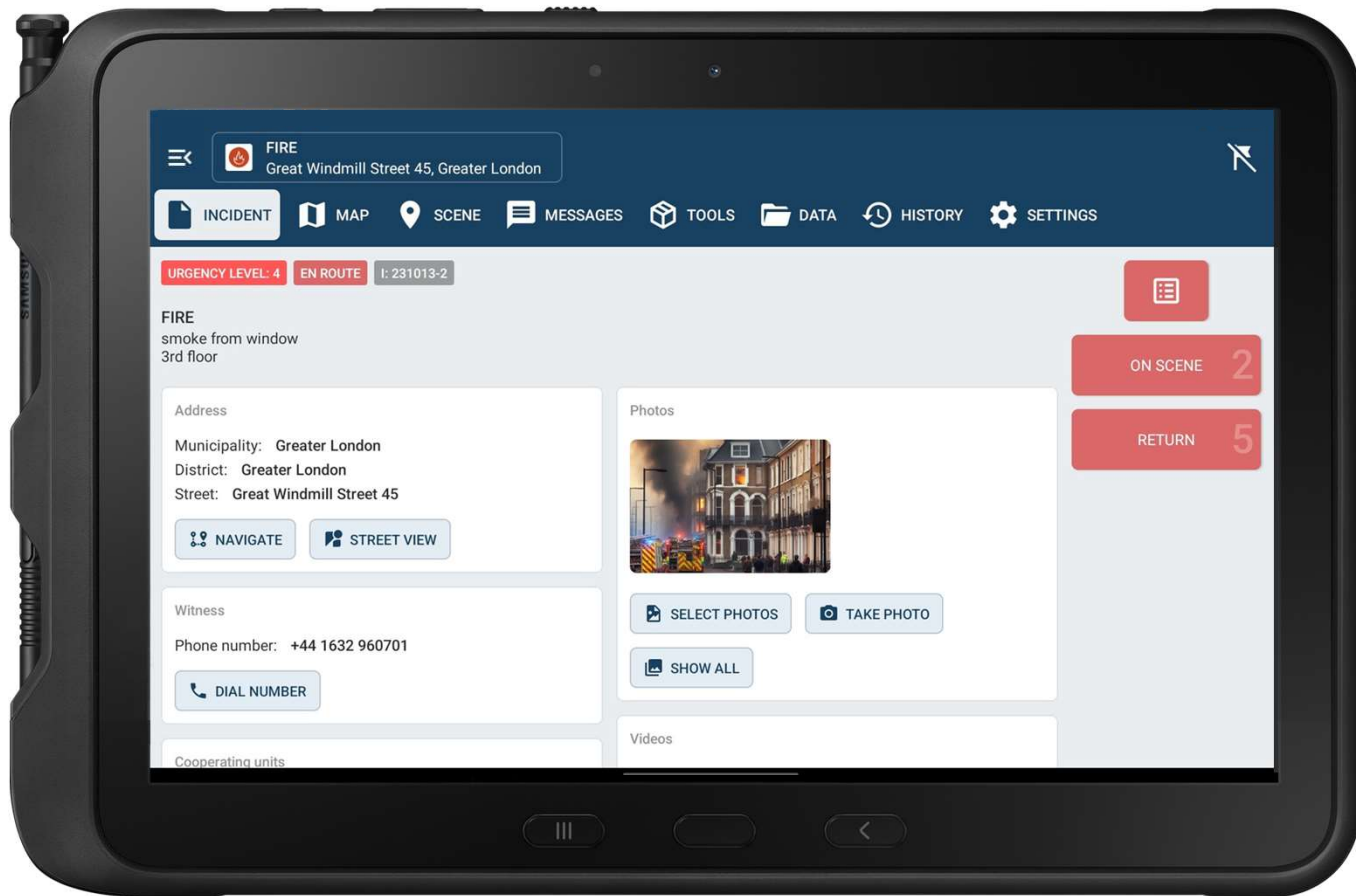 FIRE
Great Windmill Street 45, Greater London
INCIDENT MAP SCENE MESSAGES TOOLS DATA HISTORY SETTINGS
URGENCY LEVEL: 4 EN ROUTE I: 231013-2
FIRE
smoke from window
3rd floor
Address
Municipality: Greater London
District: Greater London
Street: Great Windmill Street 45
NAVIGATE STREET VIEW
Witness
Phone number: +44 1632 960701
DIAL NUMBER
Cooperating units
Photos
SELECT PHOTOS TAKE PHOTO
SHOW ALL
Videos
ON SCENE 2
RETURN 5
SAMSUNG